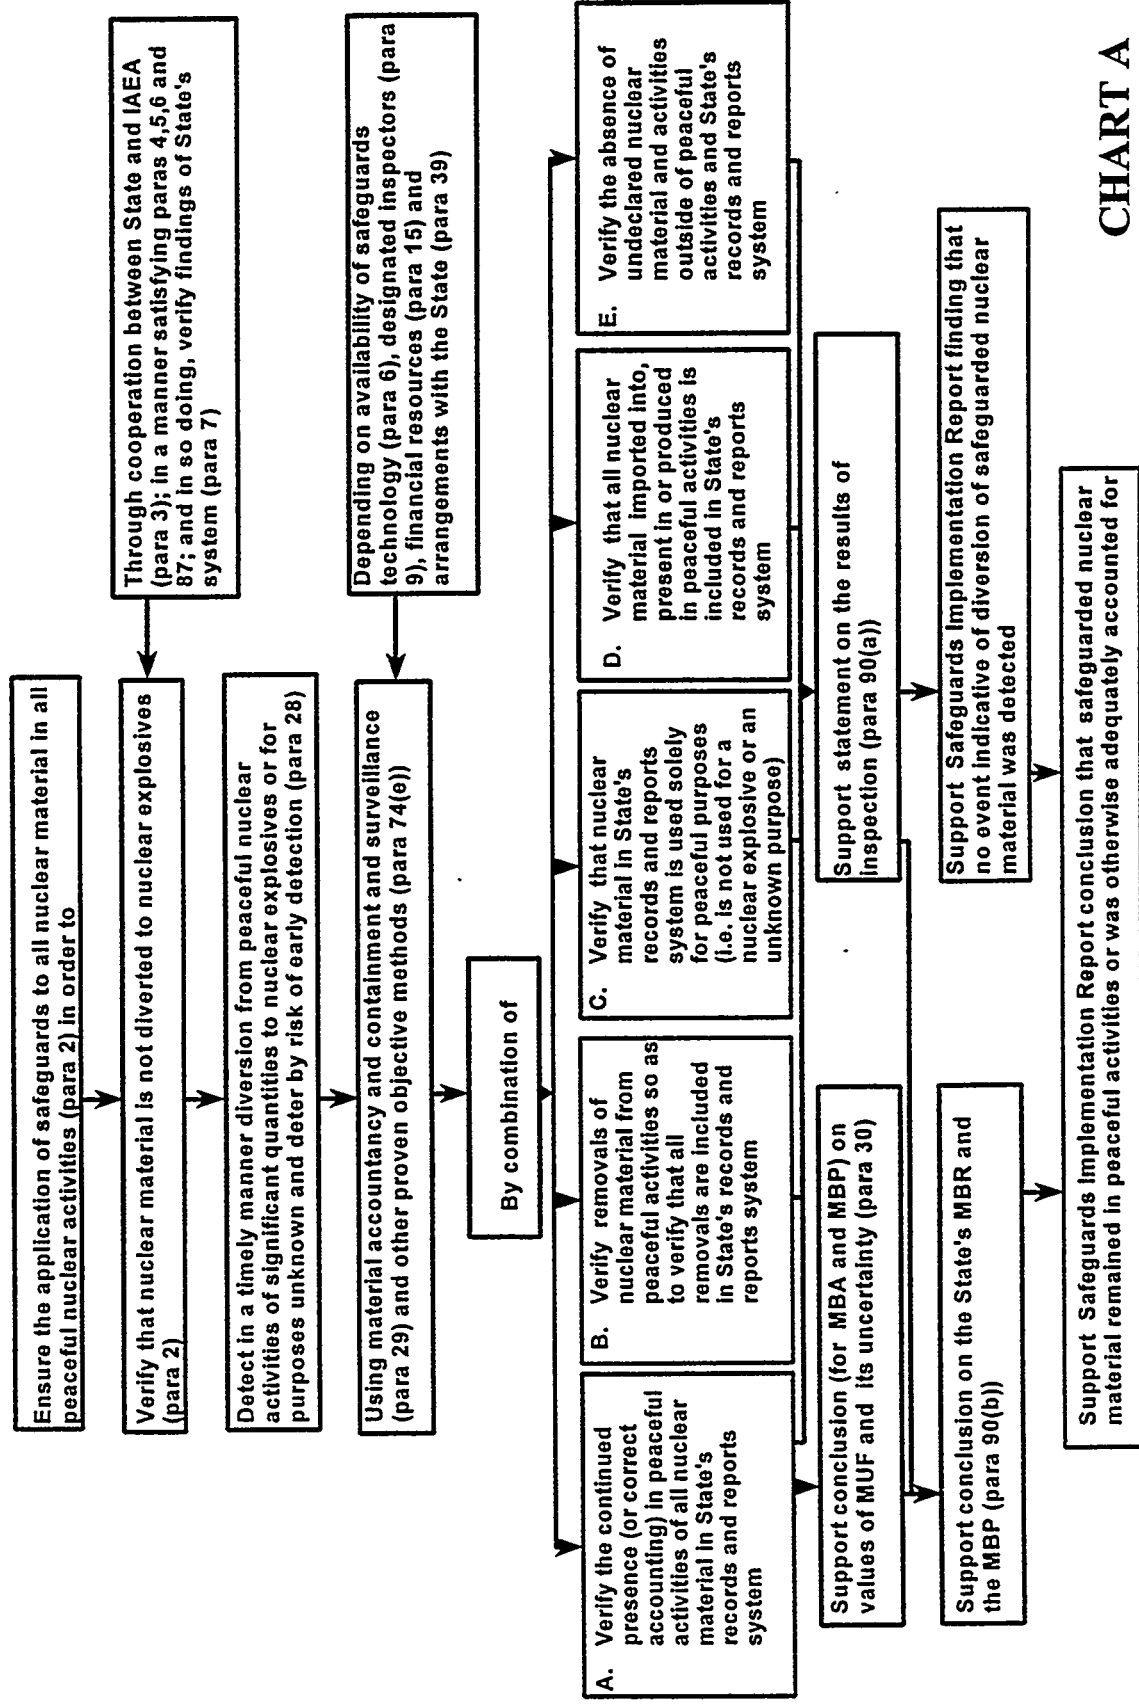 Ensure the application of safeguards to all nuclear material in all
peaceful nuclear activities (para 2) in order to
Through cooperation between State and IAEA
(para 3); in a manner satisfying paras 4,5,6 and
87; and in so doing, verify findings of State's
system (para 7)
Verify that nuclear material is not diverted to nuclear explosives
(para 2)
Detect in a timely manner diversion from peaceful nuclear
activities of significant quantities to nuclear explosives or for
purposes unknown and deter by risk of early detection (para 28)
Depending on availability of safeguards
technology (para 6), designated inspectors (para
9), financial resources (para 15) and
arrangements with the State (para 39)
Using material accountancy and containment and surveillance
(para 29) and other proven objective methods (para 74(e))
By combination of
A. Verify the continued
presence (or correct
accounting) in peaceful
activities of all nuclear
material in State's
records and reports
system
B. Verify removals of
nuclear material from
peaceful activities so as
to verify that all
removals are included
in State's records and
reports system
C. Verify that nuclear
material in State's
records and reports
system is used solely
for peaceful purposes
(i.e. is not used for a
nuclear explosive or an
unknown purpose)
D. Verify that all nuclear
material imported into,
present in or produced
in peaceful activities is
included in State's
records and reports
system
E. Verify the absence of
undeclared nuclear
material and activities
outside of peaceful
activities and State's
records and reports
system
Support conclusion (for MBA and MBP) on
values of MUF and its uncertainty (para 30)
Support statement on the results of
inspection (para 90(a))
Support conclusion on the State's MBR and
the MBP (para 90(b))
Support Safeguards Implementation Report finding that
no event indicative of diversion of safeguarded nuclear
material was detected
Support Safeguards Implementation Report conclusion that safeguarded nuclear
material remained in peaceful activities or was otherwise adequately accounted for
CHART A